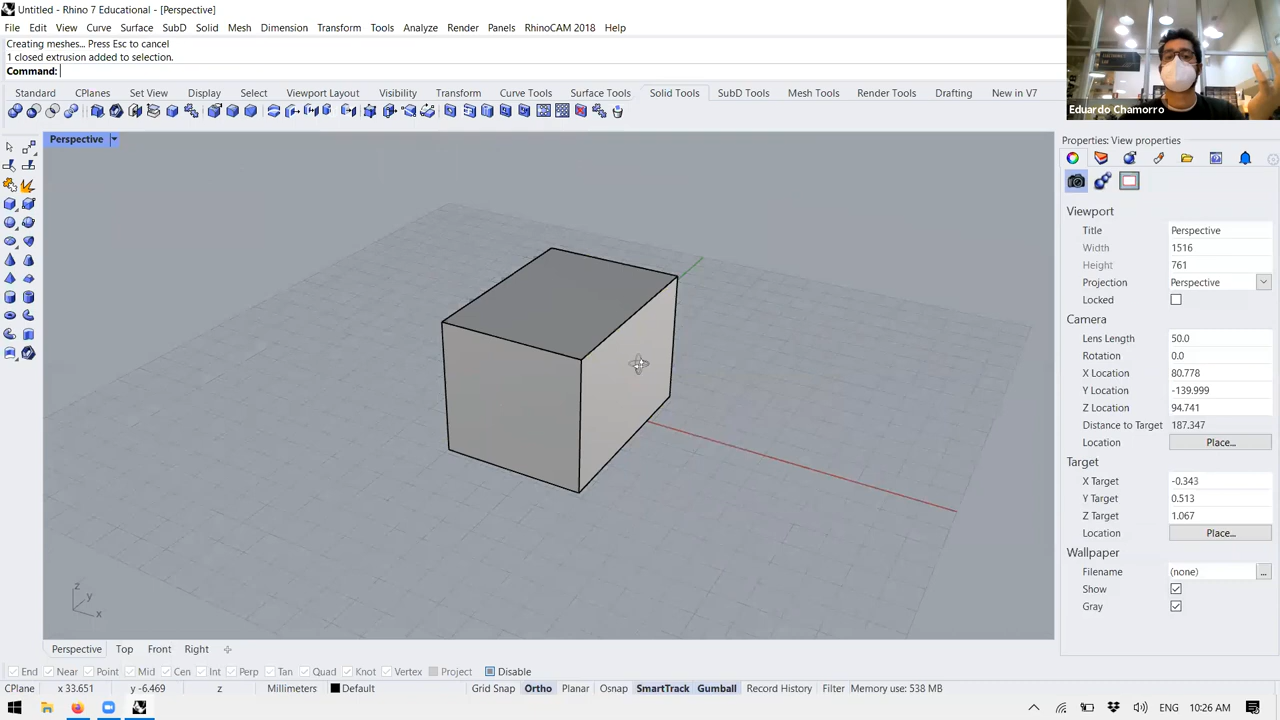 Untitled - Rhino 7 Educational - [Perspective]
File Edit View Curve Surface SubD Solid Mesh Dimension Transform Tools Analyze Render Panels RhinoCAM 2018 Help
Creating meshes... Press Esc to cancel
1 closed extrusion added to selection.
Command:
Standard CPlanes Set View Display Select Viewport Layout Visibility Transform Curve Tools Surface Tools Solid Tools SubD Tools Mesh Tools Render Tools Drafting New in V7
Eduardo Chamorro
Perspective
Properties: View properties
Viewport
Title Perspective
Width 1516
Height 761
Projection Perspective
Locked
Camera
Lens Length 50.0
Rotation 0.0
X Location 80.778
Y Location -139.999
Z Location 94.741
Distance to Target 187.347
Location Place...
Target
X Target -0.343
Y Target 0.513
Z Target 1.067
Location Place...
Wallpaper
Filename (none) ...
Show
Gray
z
y
x
Perspective Top Front Right
End Near Point Mid Cen Int Perp Tan Quad Knot Vertex Project Disable
CPlane x 33.651 y -6.469 z Millimeters Default Grid Snap Ortho Planar Osnap SmartTrack Gumball Record History Filter Memory use: 538 MB
ENG 10:26 AM